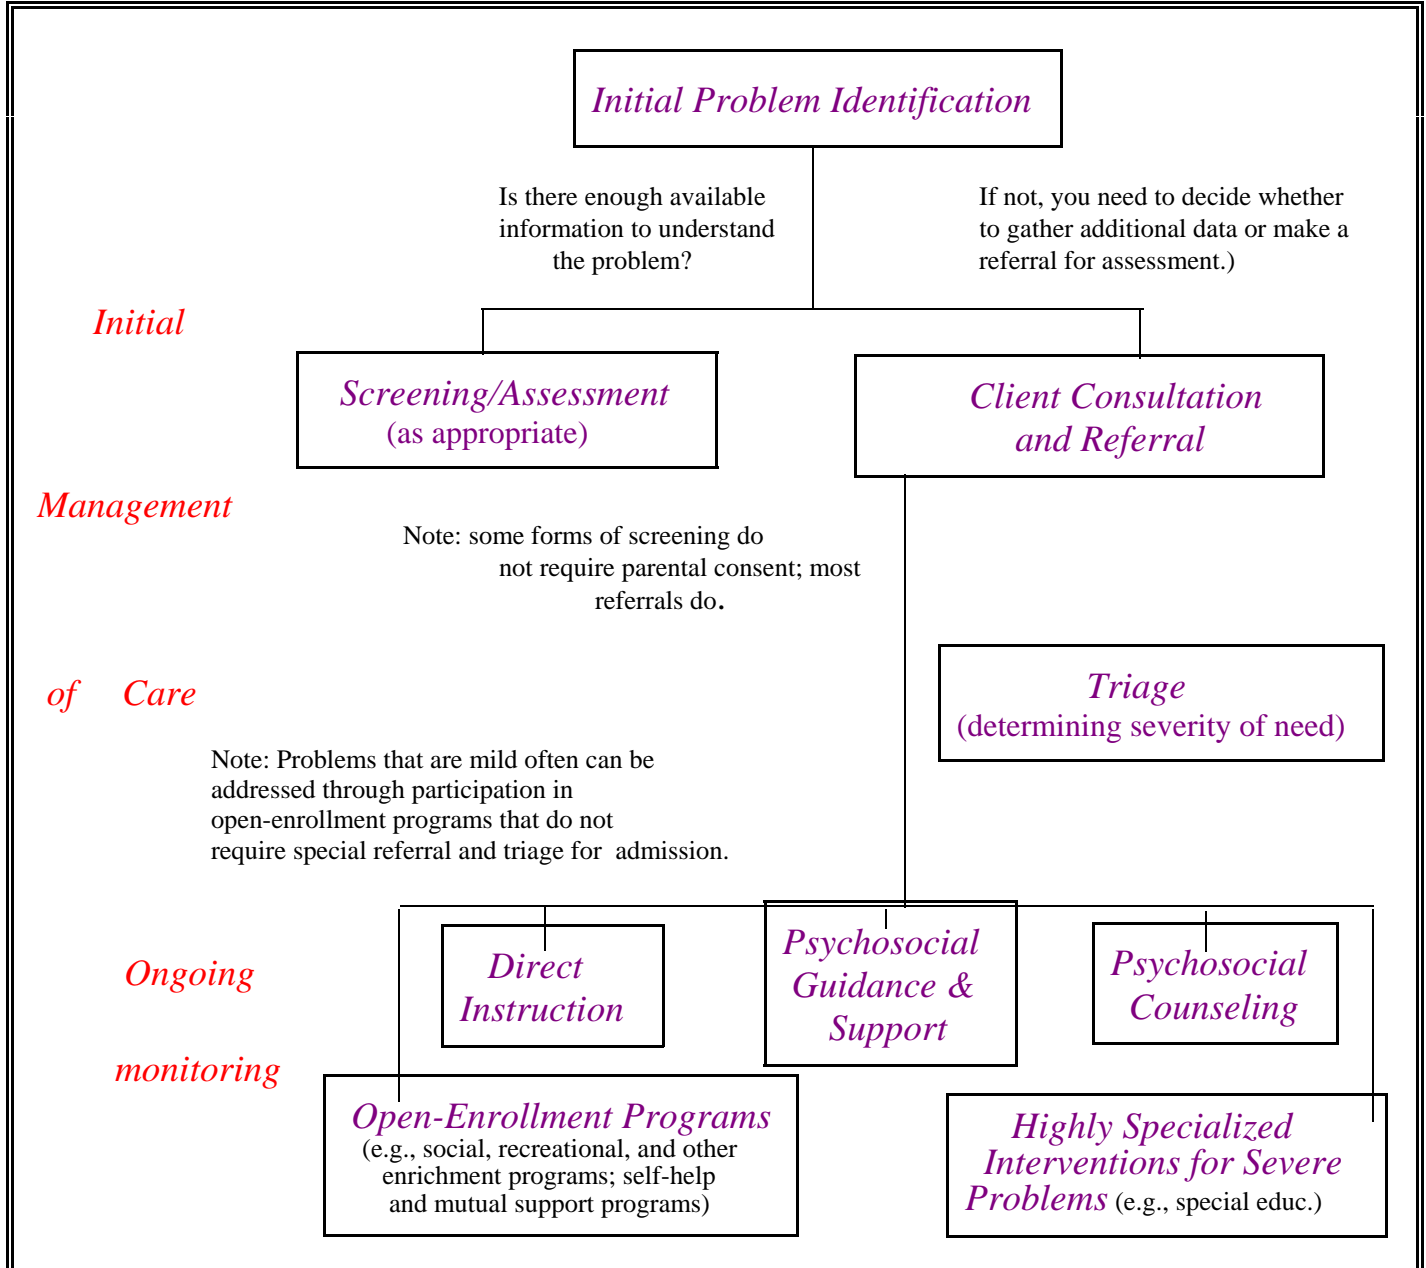 Initial Problem Identification
Is there enough available
information to understand
the problem?
If not, you need to decide whether
to gather additional data or make a
referral for assessment.)
Initial
Screening/Assessment
(as appropriate)
Client Consultation
and Referral
Management
Note: some forms of screening do
not require parental consent; most
referrals do.
of Care
Triage
(determining severity of need)
Note: Problems that are mild often can be
addressed through participation in
open-enrollment programs that do not
require special referral and triage for admission.
Ongoing
Direct
Instruction
Psychosocial
Guidance &
Support
Psychosocial
Counseling
monitoring
Open-Enrollment Programs
(e.g., social, recreational, and other
enrichment programs; self-help
and mutual support programs)
Highly Specialized
Interventions for Severe
Problems (e.g., special educ.)